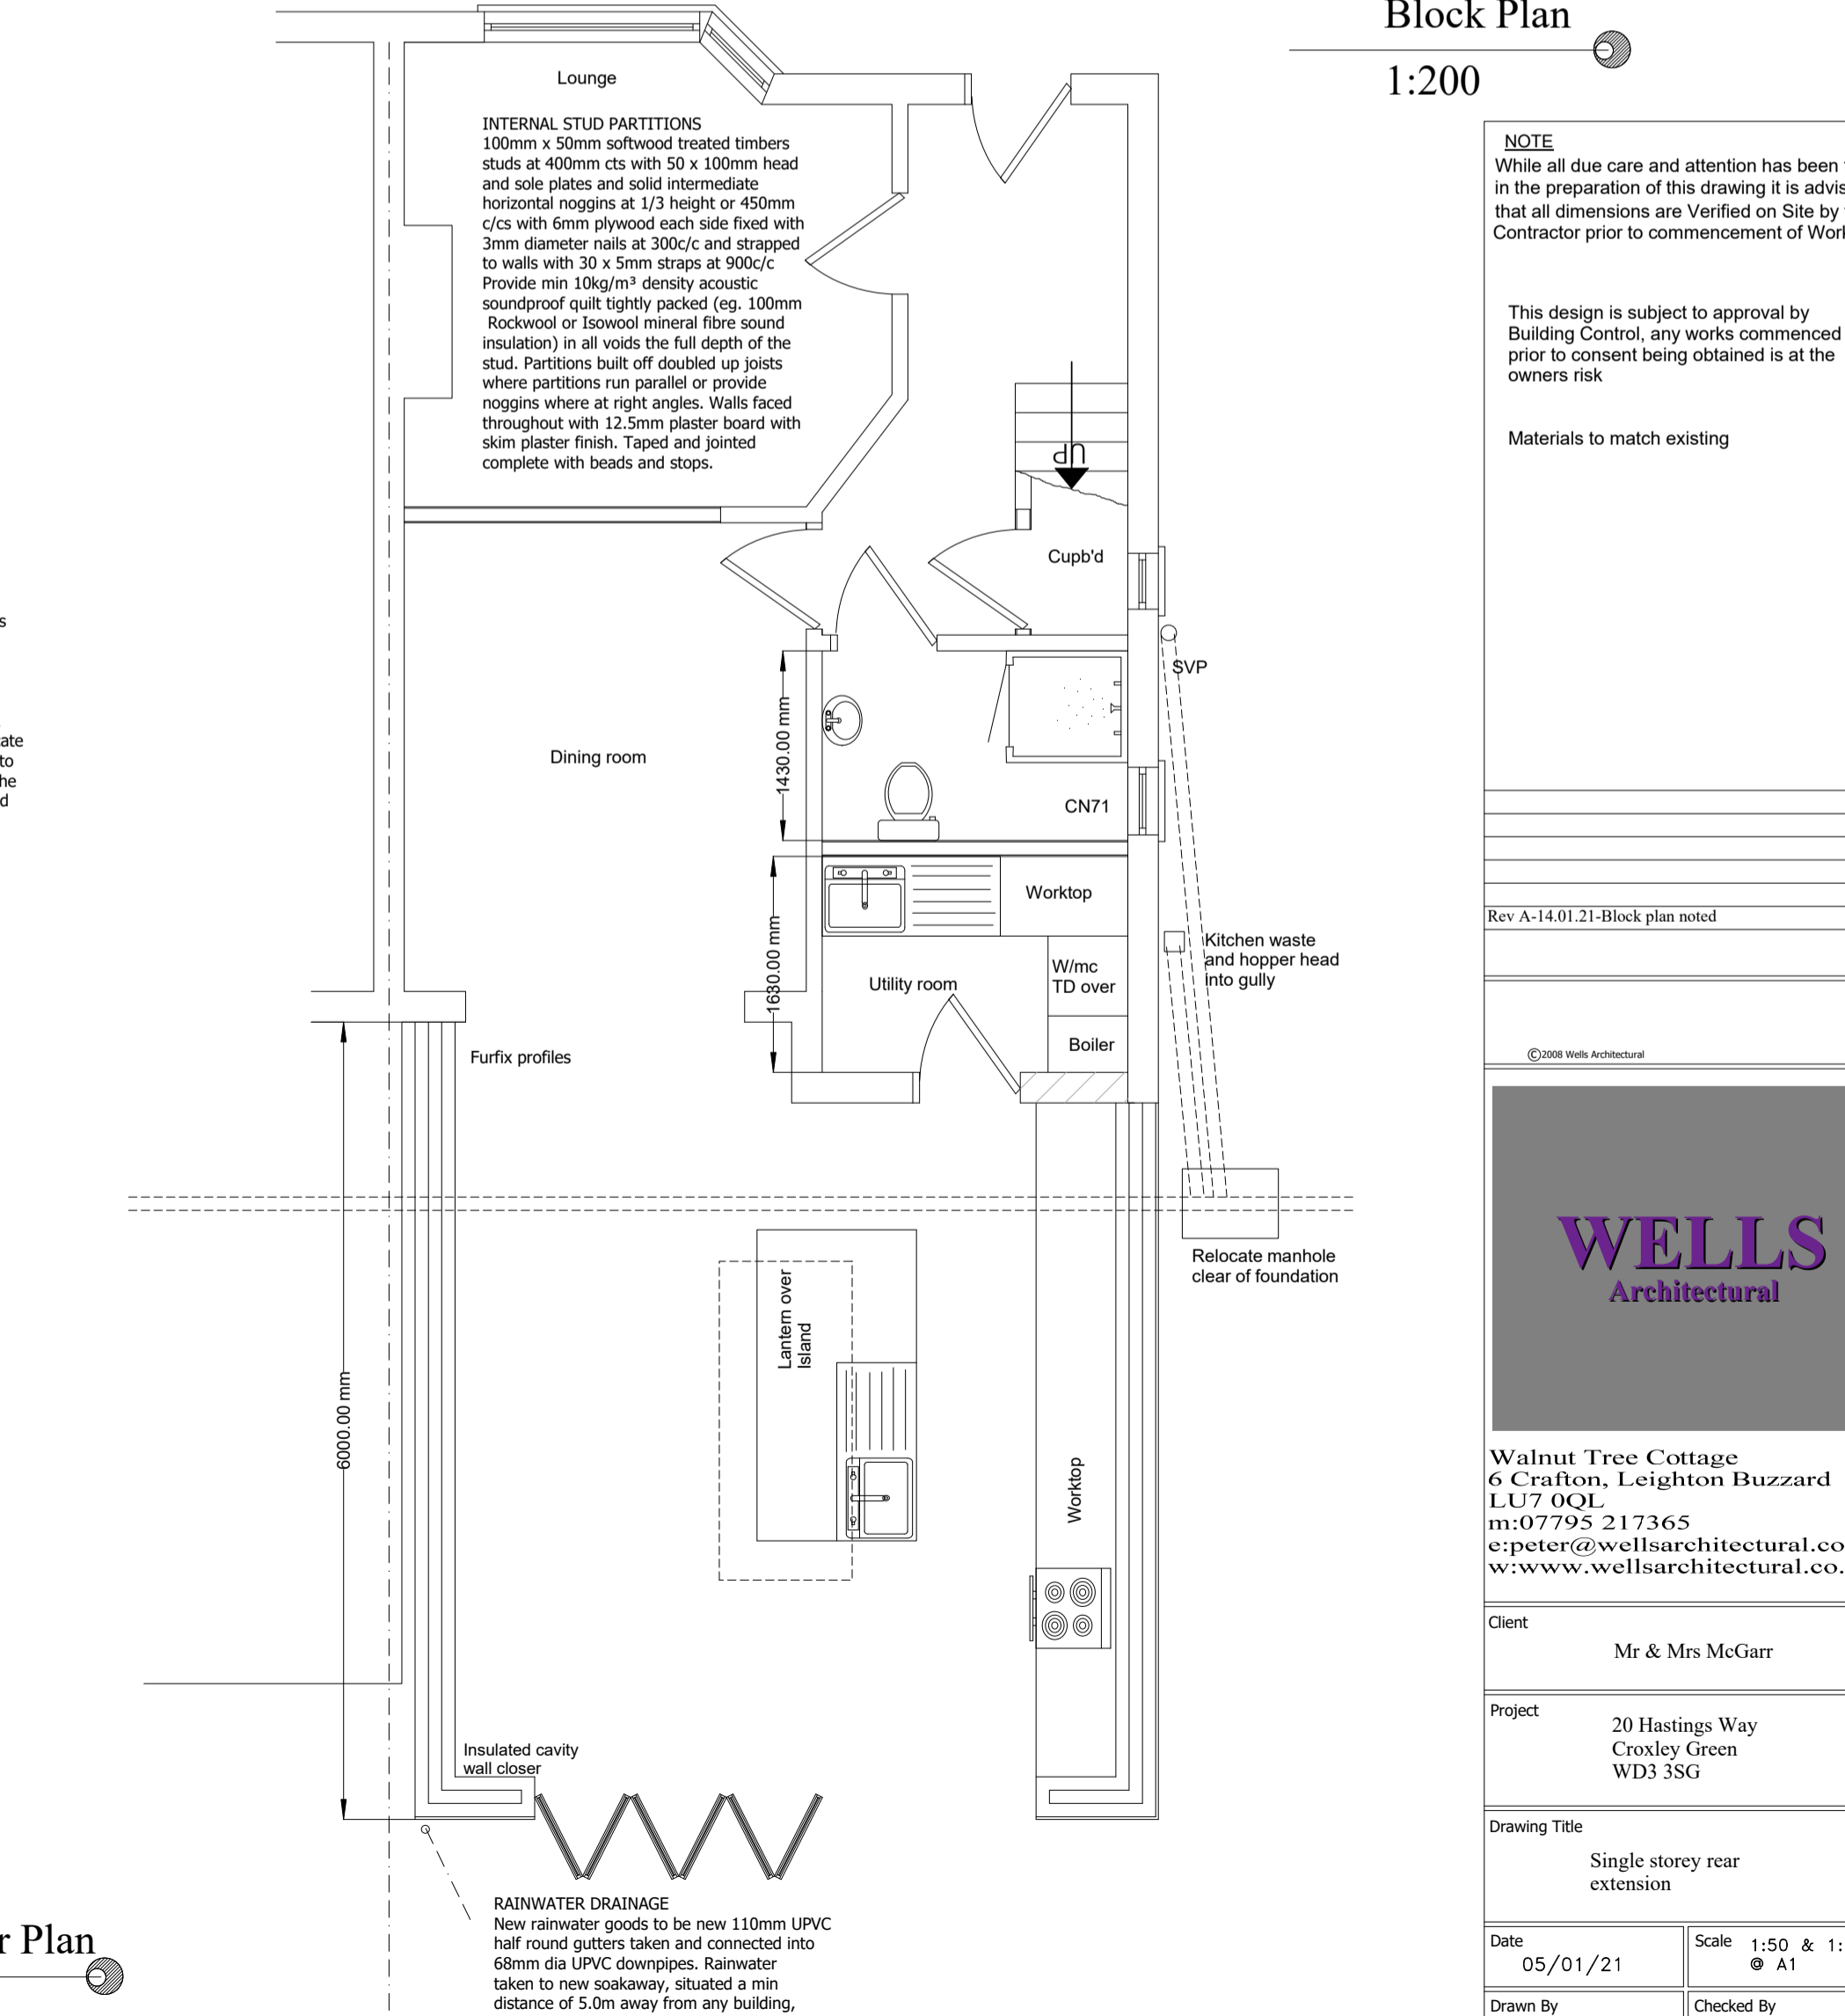 Block Plan
1:200
Lounge
INTERNAL STUD PARTITIONS
100mm x 50mm softwood treated timbers
studs at 400mm cts with 50 x 100mm head
and sole plates and solid intermediate
horizontal noggins at 1/3 height or 450mm
c/cs with 6mm plywood each side fixed with
3mm diameter nails at 300c/c and strapped
to walls with 30 x 5mm straps at 900c/c
Provide min 10kg/m³ density acoustic
soundproof quilt tightly packed (eg. 100mm
Rockwool or Isowool mineral fibre sound
insulation) in all voids the full depth of the
stud. Partitions built off doubled up joists
where partitions run parallel or provide
noggins where at right angles. Walls faced
throughout with 12.5mm plaster board with
skim plaster finish. Taped and jointed
complete with beads and stops.
UP
Cupb'd
SVP
1430.00 mm
Dining room
CN71
Worktop
1630.00 mm
Utility room
W/mc
TD over
Boiler
Kitchen waste
and hopper head
into gully
Furfix profiles
Relocate manhole
clear of foundation
Lantern over
Island
6000.00 mm
Worktop
Insulated cavity
wall closer
RAINWATER DRAINAGE
New rainwater goods to be new 110mm UPVC
half round gutters taken and connected into
68mm dia UPVC downpipes. Rainwater
taken to new soakaway, situated a min
distance of 5.0m away from any building,
s
ate
to
he
d
r Plan
NOTE
While all due care and attention has been
in the preparation of this drawing it is advis
that all dimensions are Verified on Site by
Contractor prior to commencement of Work
This design is subject to approval by
Building Control, any works commenced
prior to consent being obtained is at the
owners risk
Materials to match existing
Rev A-14.01.21-Block plan noted
©2008 Wells Architectural
WELLS
Architectural
Walnut Tree Cottage
6 Crafton, Leighton Buzzard
LU7 0QL
m:07795 217365
e:peter@wellsarchitectural.co
w:www.wellsarchitectural.co.
Client
Mr & Mrs McGarr
Project
20 Hastings Way
Croxley Green
WD3 3SG
Drawing Title
Single storey rear
extension
Date
05/01/21
Scale
1:50 & 1:
@ A1
Drawn By
Checked By